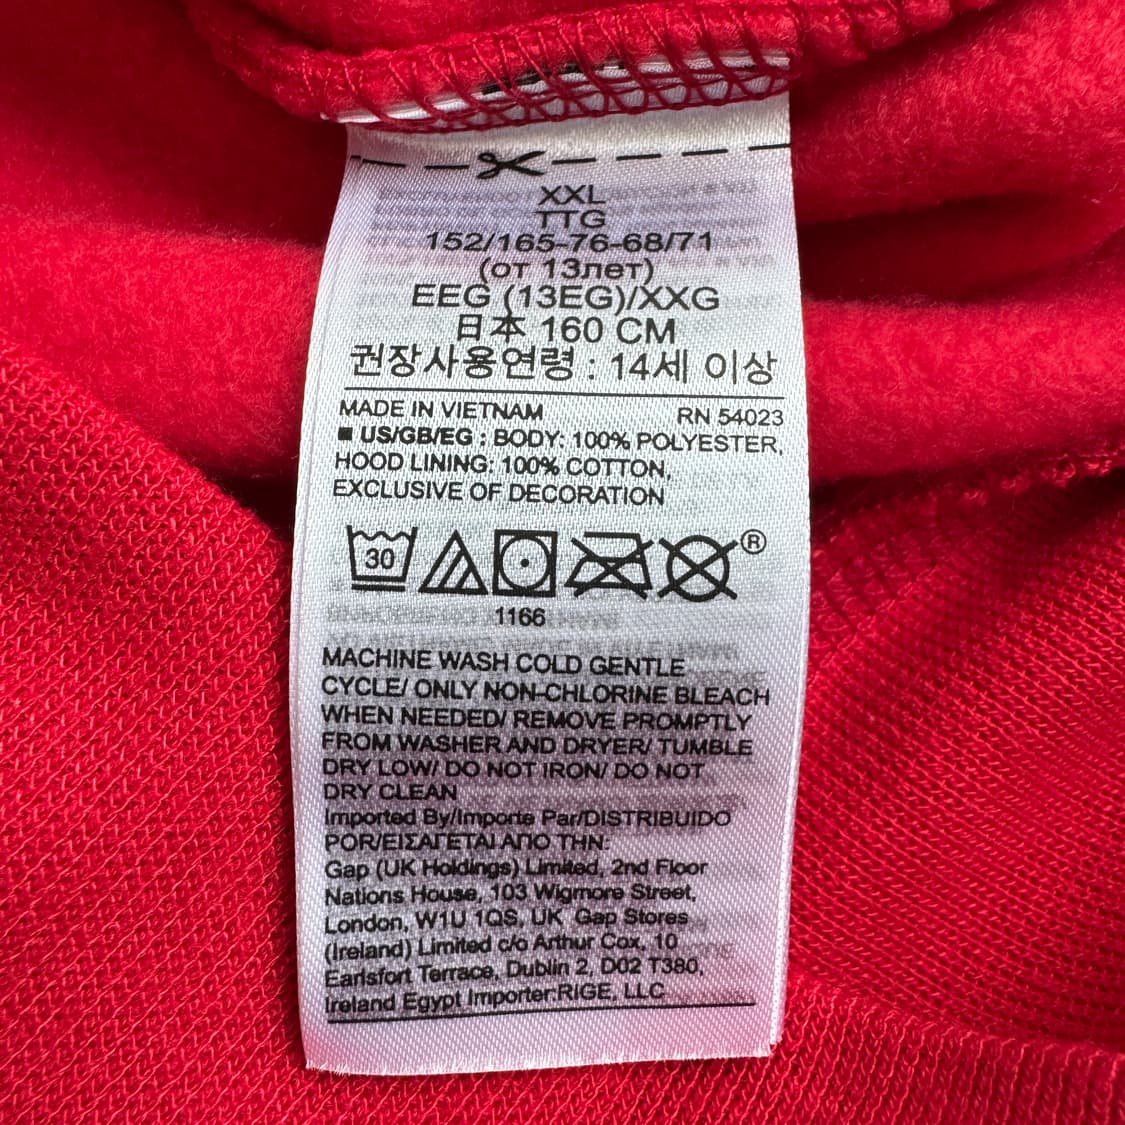 XXL
TTG
152/165-76-68/71
(от 13лет)
EEG (13EG)/XXG
日本 160 CM
권장사용연령 : 14세 이상
MADE IN VIETNAM RN 54023
■ US/GB/EG : BODY: 100% POLYESTER,
HOOD LINING: 100% COTTON,
EXCLUSIVE OF DECORATION
30
®
1166
MACHINE WASH COLD GENTLE
CYCLE/ ONLY NON-CHLORINE BLEACH
WHEN NEEDED/ REMOVE PROMPTLY
FROM WASHER AND DRYER/ TUMBLE
DRY LOW/ DO NOT IRON/ DO NOT
DRY CLEAN
Imported By/Importe Par/DISTRIBUIDO
POR/ΕΙΣΑΓΕΤΑΙ ΑΠΟ ΤΗΝ:
Gap (UK Holdings) Limited, 2nd Floor
Nations House, 103 Wigmore Street,
London, W1U 1QS, UK Gap Stores
(Ireland) Limited c/o Arthur Cox, 10
Earlsfort Terrace, Dublin 2, D02 T380,
Ireland Egypt Importer:RIGE, LLC